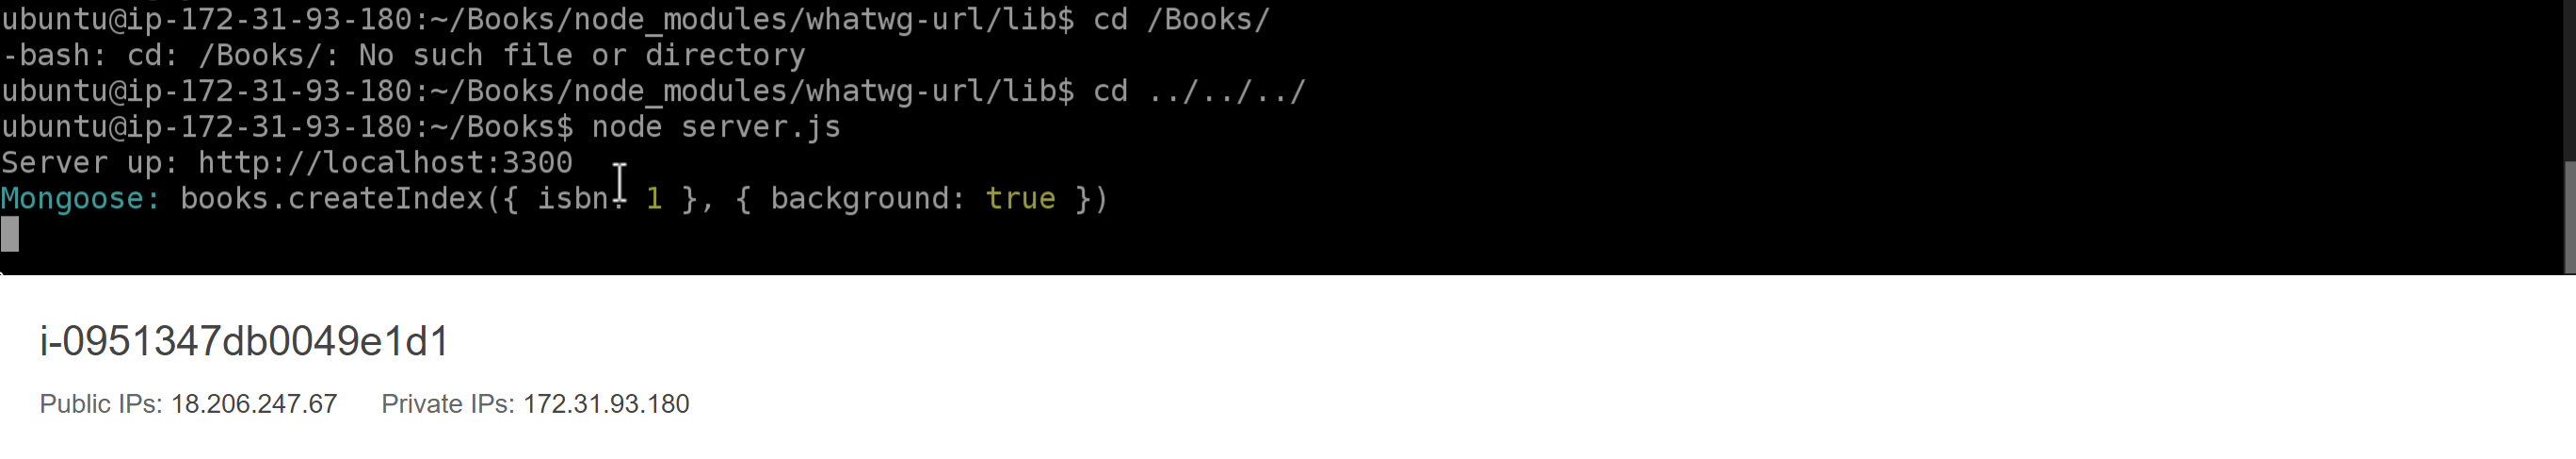 ubuntu@ip-172-31-93-180:~/Books/node_modules/whatwg-url/lib$ cd /Books/
-bash: cd: /Books/: No such file or directory
ubuntu@ip-172-31-93-180:~/Books/node_modules/whatwg-url/lib$ cd ../../../
ubuntu@ip-172-31-93-180:~/Books$ node server.js
Server up: http://localhost:3300
Mongoose: books.createIndex({ isbn: 1 }, { background: true })
i-0951347db0049e1d1
Public IPs: 18.206.247.67 Private IPs: 172.31.93.180